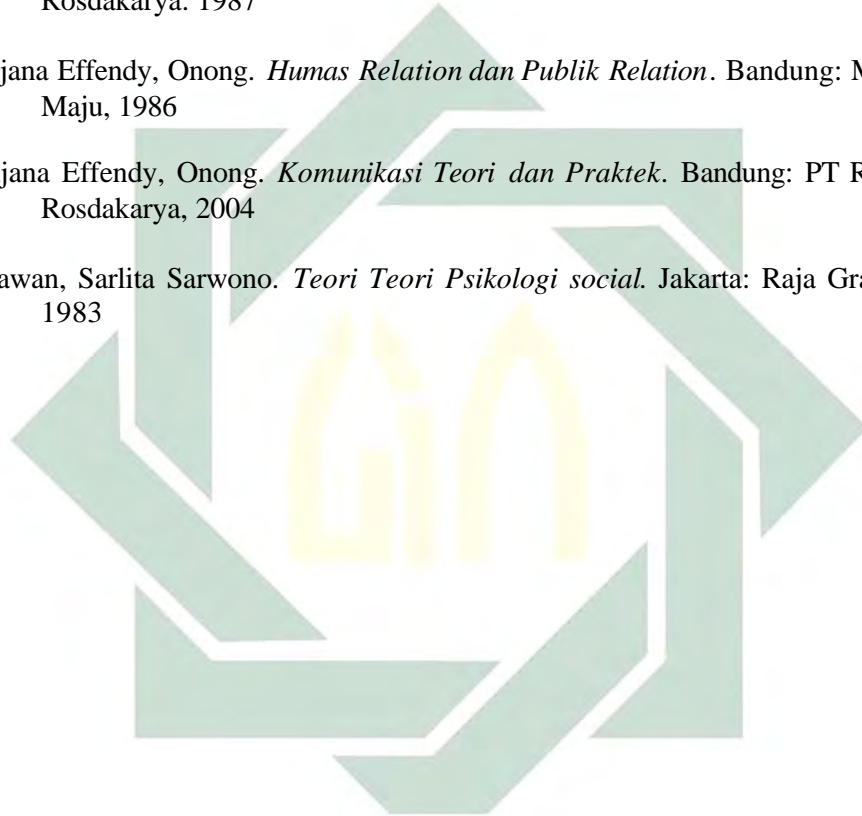 Rosdakarya. 1987
jana Effendy, Onong. Humas Relation dan Publik Relation. Bandung: M
Maju, 1986
jana Effendy, Onong. Komunikasi Teori dan Praktek. Bandung: PT R
Rosdakarya, 2004
awan, Sarlita Sarwono. Teori Teori Psikologi social. Jakarta: Raja Gra
1983